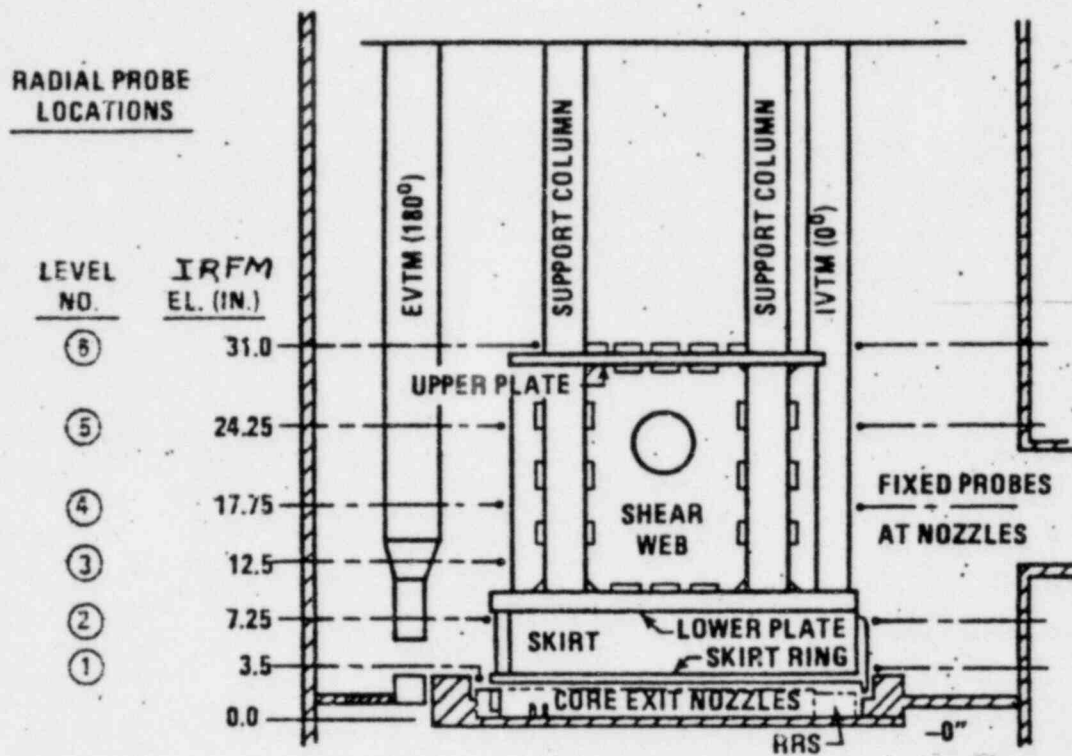 RADIAL PROBE
LOCATIONS
LEVEL
NO.
IRFM
EL. (IN.)
6
31.0
5
24.25
4
17.75
3
12.5
2
7.25
1
3.5
0.0
EVTM (180°)
SUPPORT COLUMN
SUPPORT COLUMN
IVTM (0°)
UPPER PLATE
SHEAR
WEB
FIXED PROBES
AT NOZZLES
LOWER PLATE
SKIRT
SKIRT RING
CORE EXIT NOZZLES
RRS
-0"